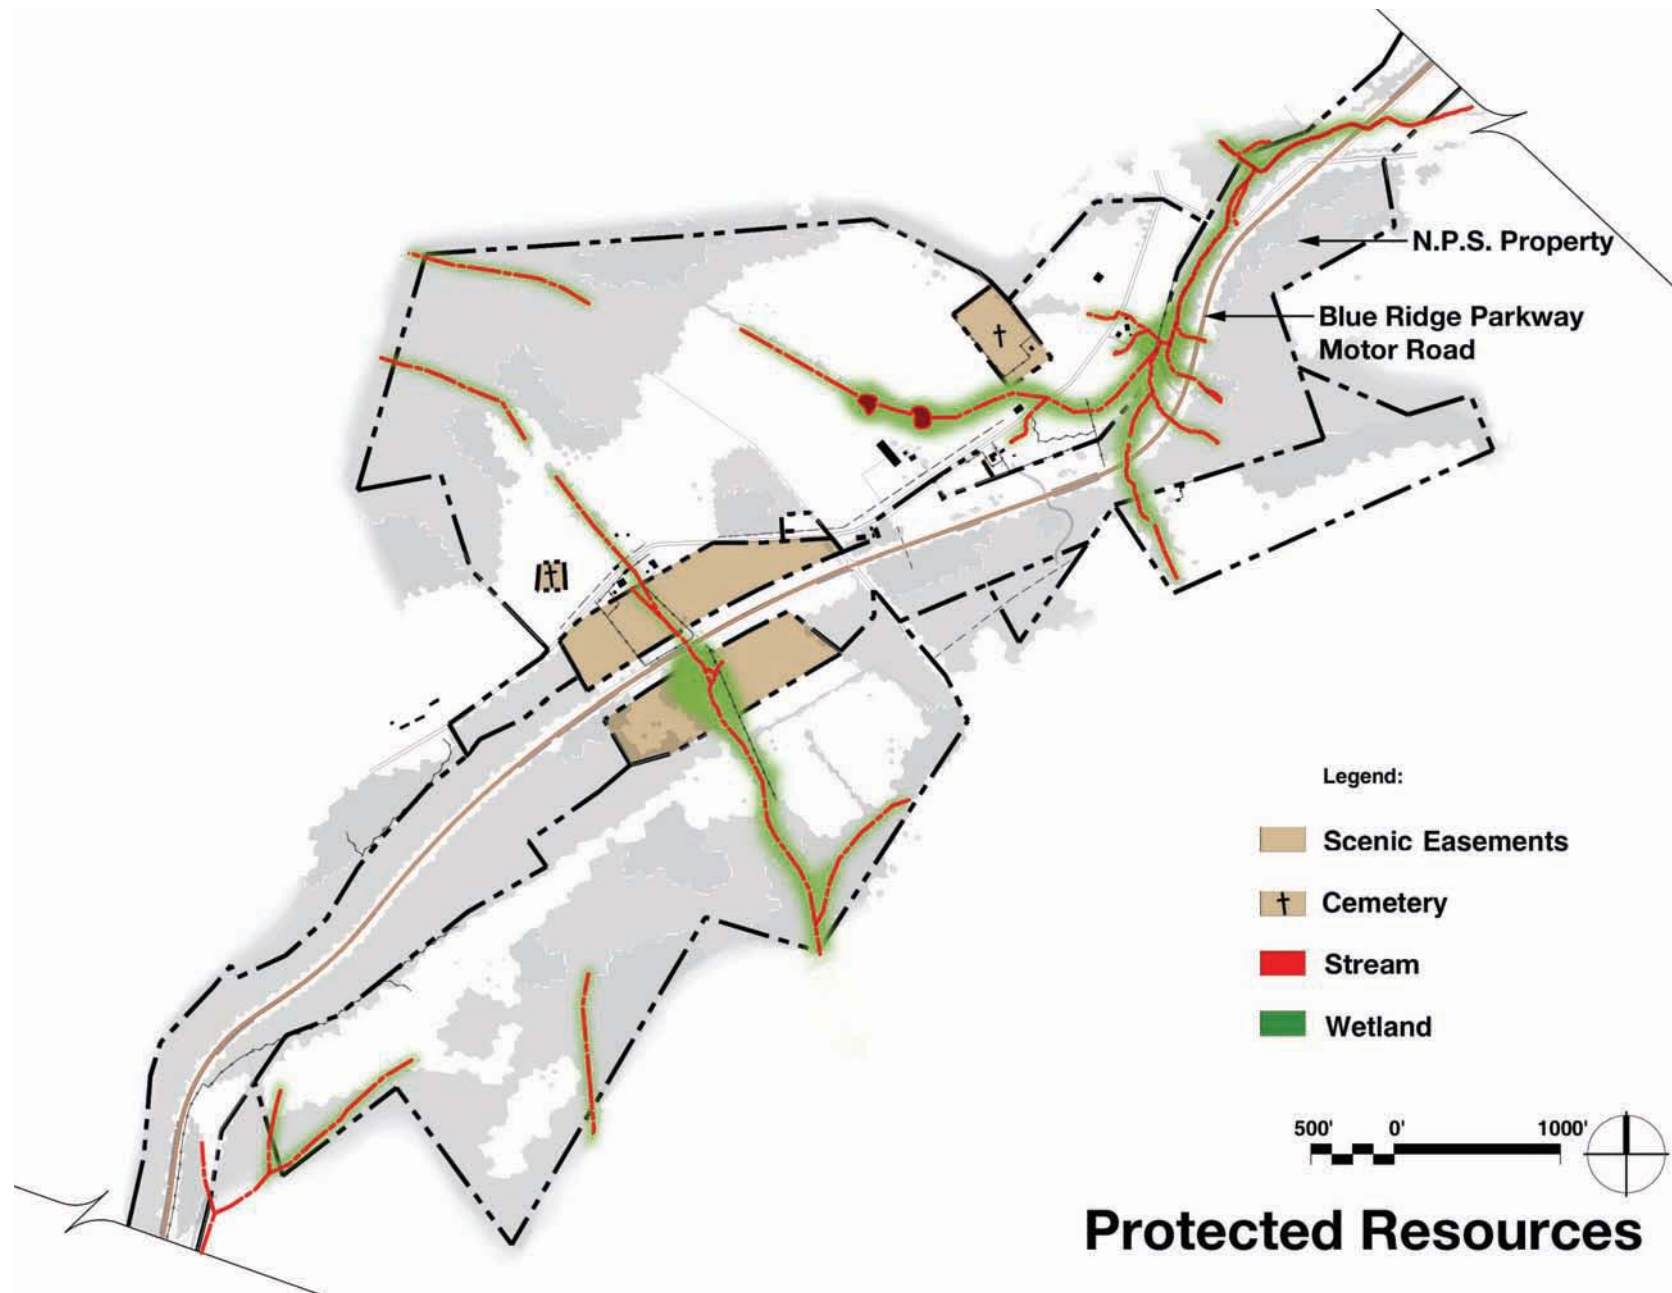 N.P.S. Property
Blue Ridge Parkway
Motor Road
Legend:
Scenic Easements
Cemetery
Stream
Wetland
500' 0' 1000'
Protected Resources